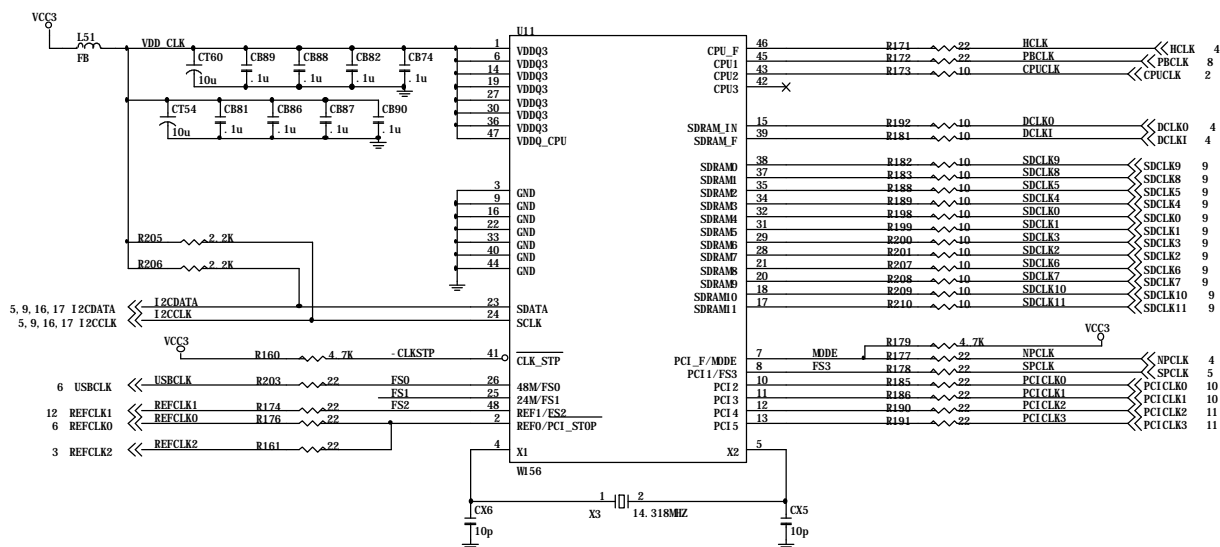 VCC3
L51
FB
VDD_CLK
CT60
10u
CB89
.1u
CB88
.1u
CB82
.1u
CB74
.1u
CT54
10u
CB81
.1u
CB86
.1u
CB87
.1u
CB90
.1u
U11
1 VDDQ3
6 VDDQ3
14 VDDQ3
19 VDDQ3
27 VDDQ3
30 VDDQ3
36 VDDQ3
47 VDDQ_CPU
3 GND
9 GND
16 GND
22 GND
33 GND
40 GND
44 GND
R205 2.2K
R206 2.2K
5,9,16,17 I2CDATA I2CDATA 23 SDATA
5,9,16,17 I2CCLK I2CCLK 24 SCLK
VCC3
R160 4.7K -CLKSTP 41 CLK_STP
6 USBCLK USBCLK R203 22 FS0 26 48M/FS0
FS1 25 24M/FS1
12 REFCLK1 REFCLK1 R174 22 FS2 48 REF1/FS2
6 REFCLK0 REFCLK0 R176 22 2 REF0/PCI_STOP
3 REFCLK2 REFCLK2 R161 22
4 X1
W156
CPU_F 46 R171 22 HCLK HCLK 4
CPU1 45 R172 22 PBCLK PBCLK 8
CPU2 43 R173 10 CPUCLK CPUCLK 2
CPU3 42
SDRAM_IN 15 R192 10 DCLKO DCLKO 4
SDRAM_F 39 R181 10 DCLKI DCLKI 4
SDRAM0 38 R182 10 SDCLK9 SDCLK9 9
SDRAM1 37 R183 10 SDCLK8 SDCLK8 9
SDRAM2 35 R188 10 SDCLK5 SDCLK5 9
SDRAM3 34 R189 10 SDCLK4 SDCLK4 9
SDRAM4 32 R198 10 SDCLK0 SDCLK0 9
SDRAM5 31 R199 10 SDCLK1 SDCLK1 9
SDRAM6 29 R200 10 SDCLK3 SDCLK3 9
SDRAM7 28 R201 10 SDCLK2 SDCLK2 9
SDRAM8 21 R207 10 SDCLK6 SDCLK6 9
SDRAM9 20 R208 10 SDCLK7 SDCLK7 9
SDRAM10 18 R209 10 SDCLK10 SDCLK10 9
SDRAM11 17 R210 10 SDCLK11 SDCLK11 9
VCC3
R179 4.7K
PCI_F/MODE 7 MODE R177 22 NPCLK NPCLK 4
PCI1/FS3 8 FS3 R178 22 SPCLK SPCLK 5
PCI2 10 R185 22 PCICLK0 PCICLK0 10
PCI3 11 R186 22 PCICLK1 PCICLK1 10
PCI4 12 R190 22 PCICLK2 PCICLK2 11
PCI5 13 R191 22 PCICLK3 PCICLK3 11
X2 5
1 2
X3 14.318MHZ
CX6
10p
CX5
10p